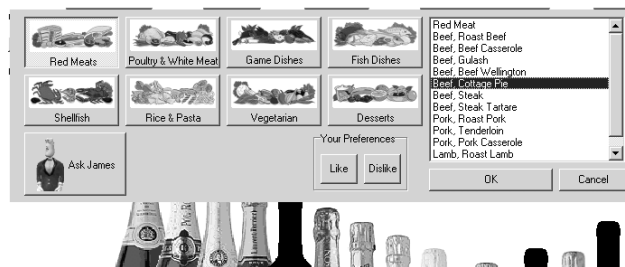 Red Meats
Poultry & White Meat
Game Dishes
Fish Dishes
Shellfish
Rice & Pasta
Vegetarian
Desserts
Ask James
Your Preferences
Like
Dislike
Red Meat
Beef, Roast Beef
Beef, Beef Casserole
Beef, Gulash
Beef, Beef Wellington
Beef, Cottage Pie
Beef, Steak
Beef, Steak Tartare
Pork, Roast Pork
Pork, Tenderloin
Pork, Pork Casserole
Lamb, Roast Lamb
OK
Cancel